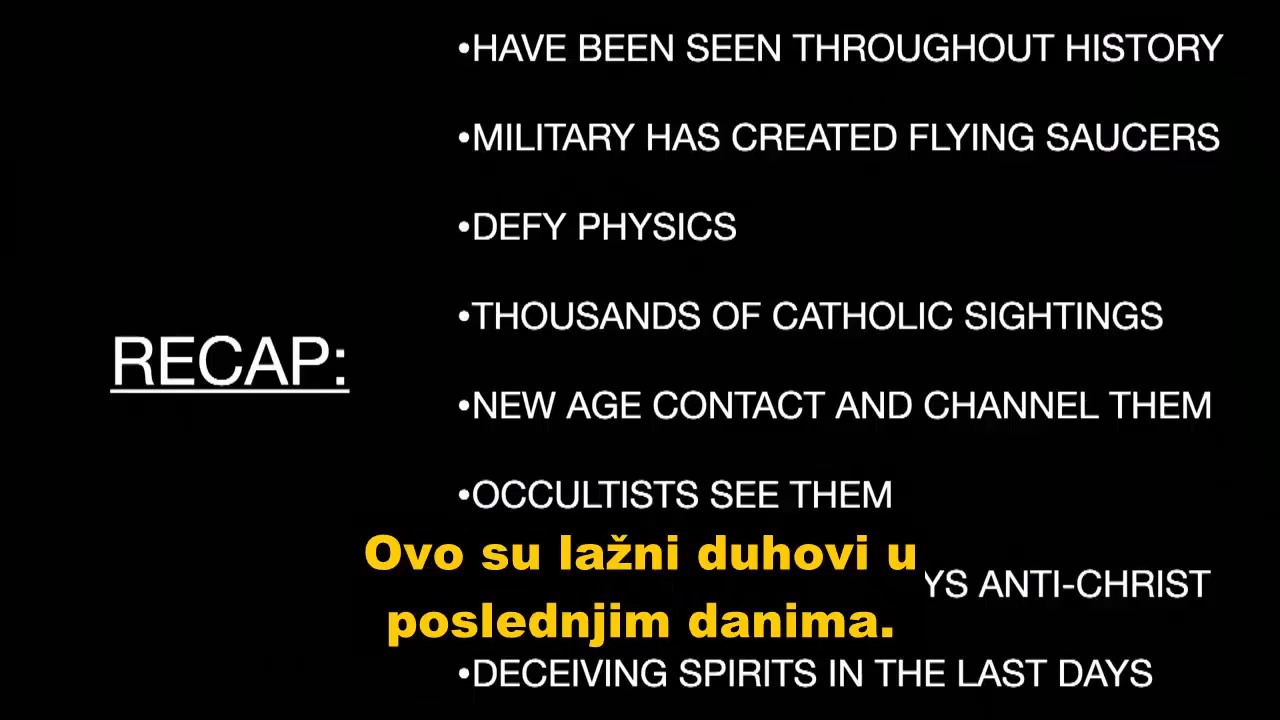 •HAVE BEEN SEEN THROUGHOUT HISTORY
•MILITARY HAS CREATED FLYING SAUCERS
•DEFY PHYSICS
•THOUSANDS OF CATHOLIC SIGHTINGS
RECAP:
•NEW AGE CONTACT AND CHANNEL THEM
•OCCULTISTS SEE THEM
Ovo su lažni duhovi u
poslednjim danima.
ANTI-CHRIST
•DECEIVING SPIRITS IN THE LAST DAYS